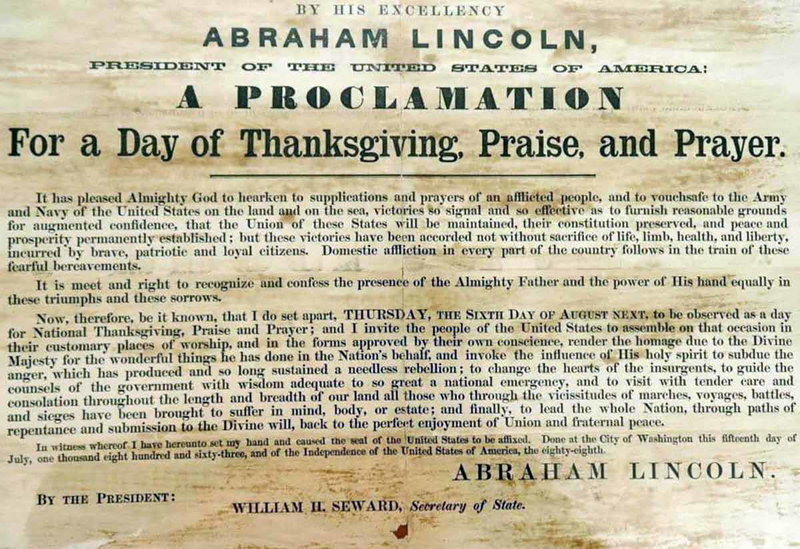 BY HIS EXCELLENCY
ABRAHAM LINCOLN,
PRESIDENT OF THE UNITED STATES OF AMERICA:
A PROCLAMATION
For a Day of Thanksgiving, Praise, and Prayer.
It has pleased Almighty God to hearken to supplications and prayers of an afflicted people, and to vouchsafe to the Army
and Navy of the United States on the land and on the sea, victories so signal and so effective as to furnish reasonable grounds
for augmented confidence, that the Union of these States will be maintained, their constitution preserved, and peace and
prosperity permanently established; but these victories have been accorded not without sacrifice of life, limb, health, and liberty,
incurred by brave, patriotic and loyal citizens. Domestic affliction in every part of the country follows in the train of these
fearful bereavements.
It is meet and right to recognize and confess the presence of the Almighty Father and the power of His hand equally in
these triumphs and these sorrows.
Now, therefore, be it known, that I do set apart, THURSDAY, THE SIXTH DAY OF AUGUST NEXT, to be observed as a day
for National Thanksgiving, Praise and Prayer; and I invite the people of the United States to assemble on that occasion in
their customary places of worship, and in the forms approved by their own conscience, render the homage due to the Divine
Majesty for the wonderful things he has done in the Nation's behalf, and invoke the influence of His holy spirit to subdue the
anger, which has produced and so long sustained a needless rebellion; to change the hearts of the insurgents, to guide the
counsels of the government with wisdom adequate to so great a national emergency, and to visit with tender care and
consolation throughout the length and breadth of our land all those who through the vicissitudes of marches, voyages, battles,
and sieges have been brought to suffer in mind, body, or estate; and finally, to lead the whole Nation, through paths of
repentance and submission to the Divine will, back to the perfect enjoyment of Union and fraternal peace.
In witness whereof I have hereunto set my hand and caused the seal of the United States to be affixed. Done at the City of Washington this fifteenth day of
July, one thousand eight hundred and sixty-three, and of the Independence of the United States of America, the eighty-eighth.
ABRAHAM LINCOLN.
BY THE PRESIDENT:
WILLIAM H. SEWARD, Secretary of State.